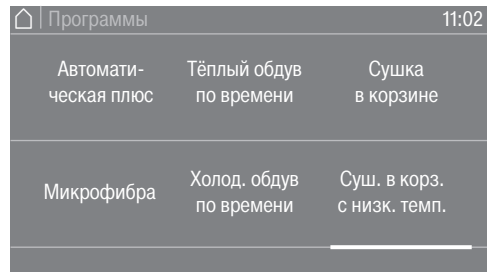 Программы 11:02
Автомати-
ческая плюс
Тёплый обдув
по времени
Сушка
в корзине
Микрофибра
Холод. обдув
по времени
Суш. в корз.
с низк. темп.